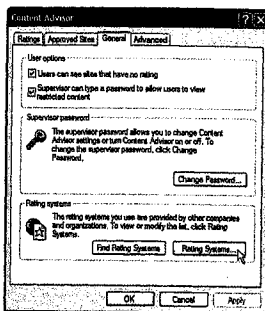 Content Advisor
Ratings Approved Sites General Advanced
User options
Users can see sites that have no rating
Supervisor can type a password to allow users to view
restricted content
Supervisor password
The supervisor password allows you to change Content
Advisor settings or turn Content Advisor on or off. To
change the supervisor password, click Change
Password.
Change Password...
Rating systems
The rating systems you use are provided by other companies
and organizations. To view or modify the list, click Rating
Systems.
Find Rating Systems Rating Systems...
OK Cancel Apply